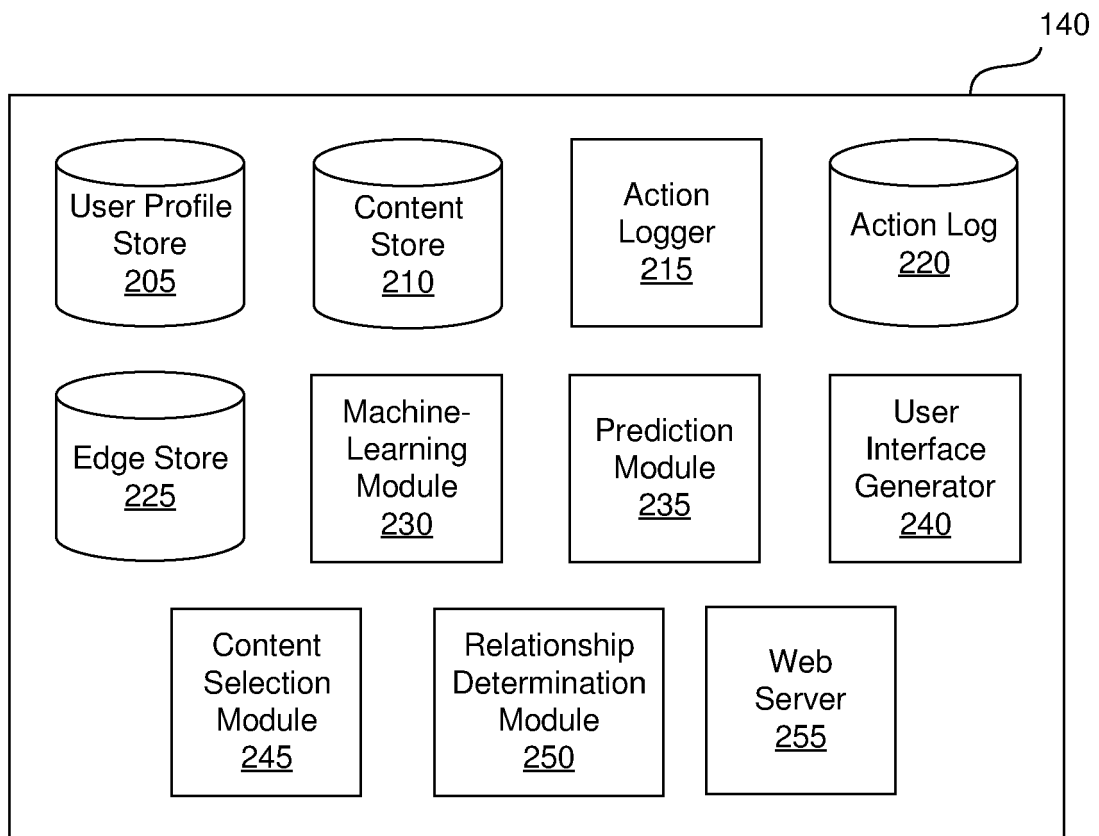 140
User Profile
Store
205
Content
Store
210
Action
Logger
215
Action Log
220
Edge Store
225
Machine-
Learning
Module
230
Prediction
Module
235
User
Interface
Generator
240
Content
Selection
Module
245
Relationship
Determination
Module
250
Web
Server
255